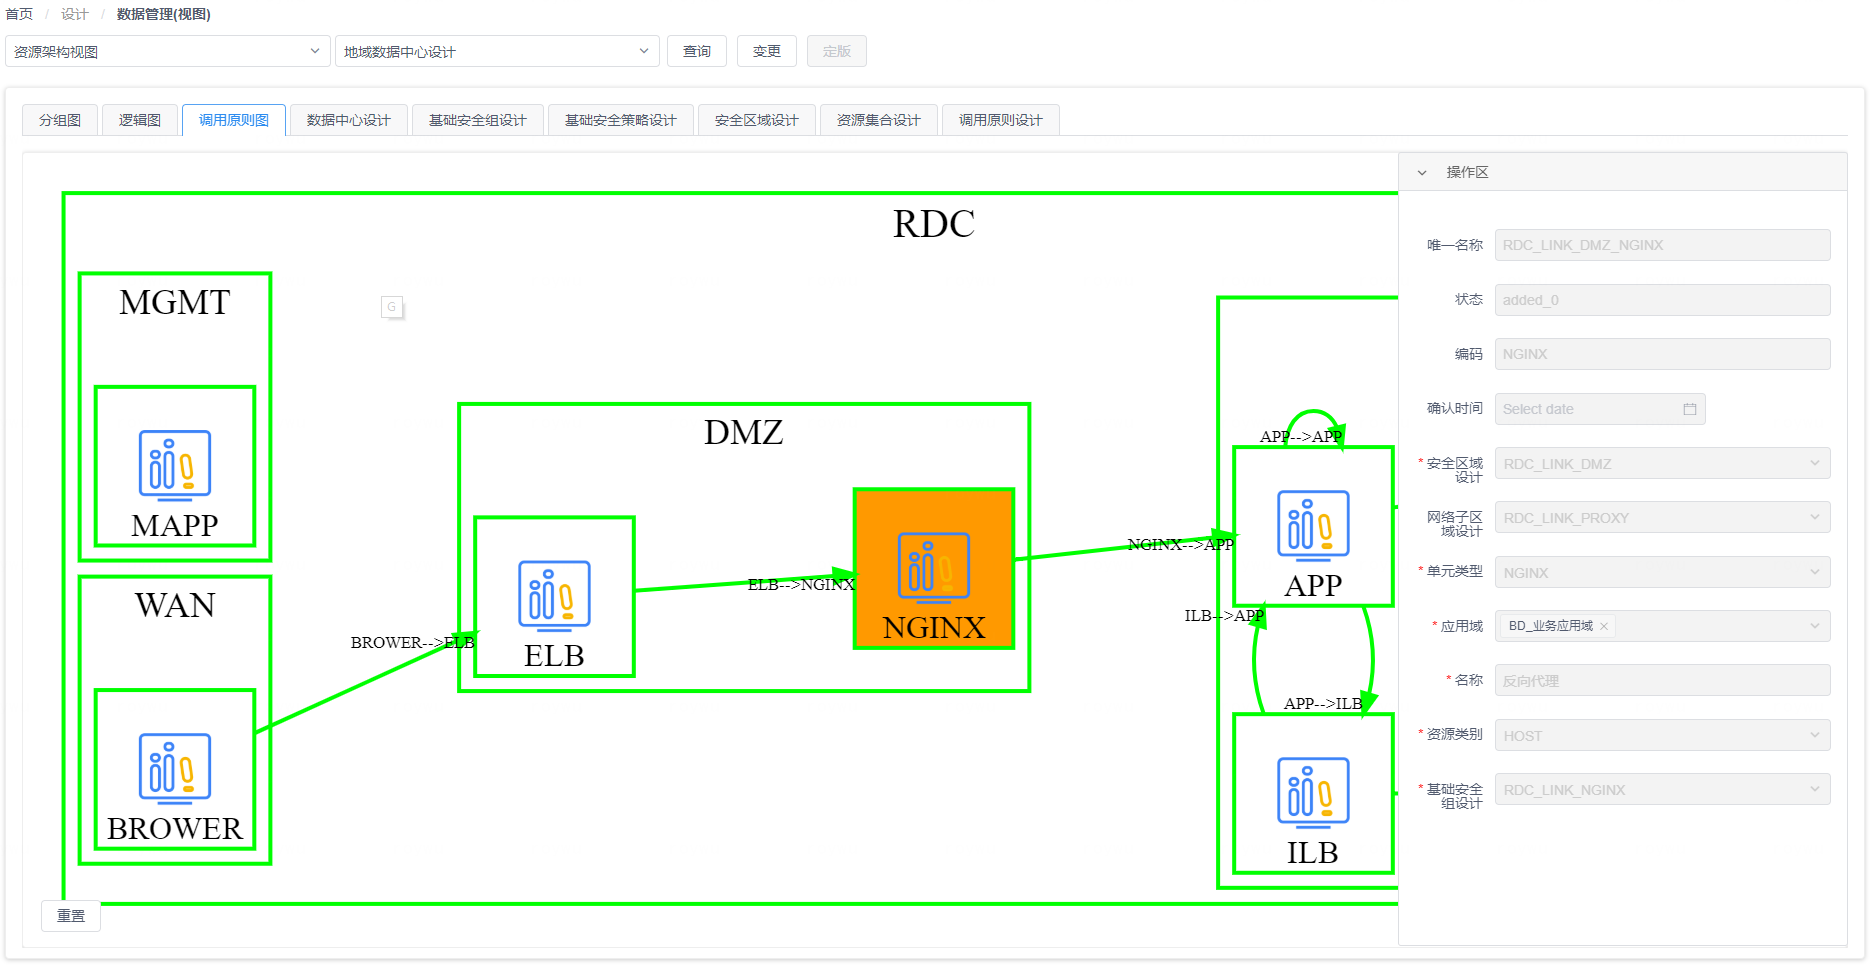 首页 / 设计 / 数据管理(视图)
资源架构视图 地域数据中心设计 查询 变更 定版
分组图 逻辑图 调用原则图 数据中心设计 基础安全组设计 基础安全策略设计 安全区域设计 资源集合设计 调用原则设计
RDC
MGMT
G
MAPP
WAN
BROWER
BROWER-->ELB
DMZ
ELB
ELB-->NGINX
NGINX
NGINX-->APP
APP-->APP
APP
ILB-->APP
APP-->ILB
ILB
重置
操作区
唯一名称 RDC_LINK_DMZ_NGINX
状态 added_0
编码 NGINX
确认时间 Select date
* 安全区域
设计 RDC_LINK_DMZ
网络子区
域设计 RDC_LINK_PROXY
* 单元类型 NGINX
* 应用域 BD_业务应用域 ×
* 名称 反向代理
* 资源类别 HOST
* 基础安全
组设计 RDC_LINK_NGINX